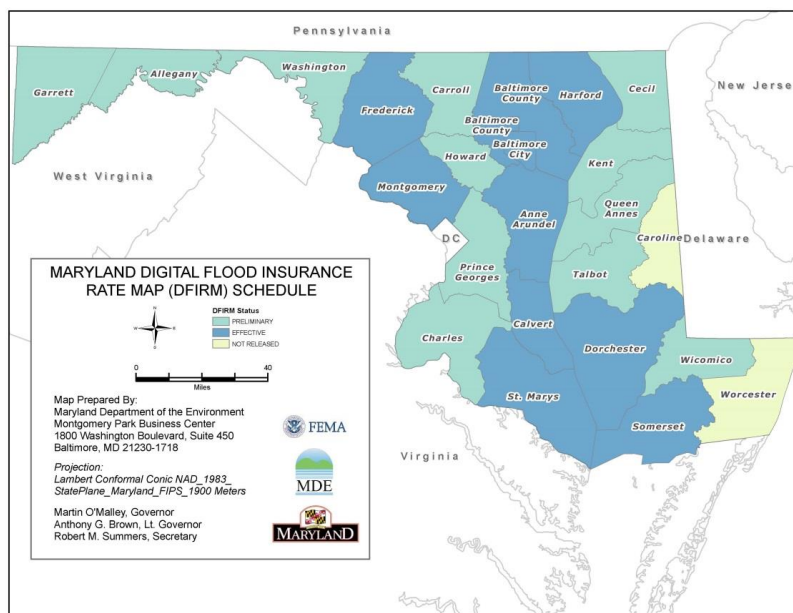 Pennsylvania
New Jerse
West Virginia
DC
Delaware
Virginia
Garrett
Allegany
Washington
Frederick
Carroll
Baltimore
County
Harford
Cecil
Baltimore
County
Baltimore
City
Howard
Montgomery
Kent
Queen
Annes
Anne
Arundel
Caroline
Prince
Georges
Talbot
Charles
Calvert
Dorchester
Wicomico
St. Marys
Somerset
Worcester
MARYLAND DIGITAL FLOOD INSURANCE
RATE MAP (DFIRM) SCHEDULE
N
W
E
S
DFIRM Status
PRELIMINARY
EFFECTIVE
NOT RELEASED
0
40
Miles
Map Prepared By:
Maryland Department of the Environment
Montgomery Park Business Center
1800 Washington Boulevard, Suite 450
Baltimore, MD 21230-1718
FEMA
Projection:
Lambert Conformal Conic NAD_1983_
StatePlane_Maryland_FIPS_1900 Meters
MDE
Martin O'Malley, Governor
Anthony G. Brown, Lt. Governor
Robert M. Summers, Secretary
MARYLAND